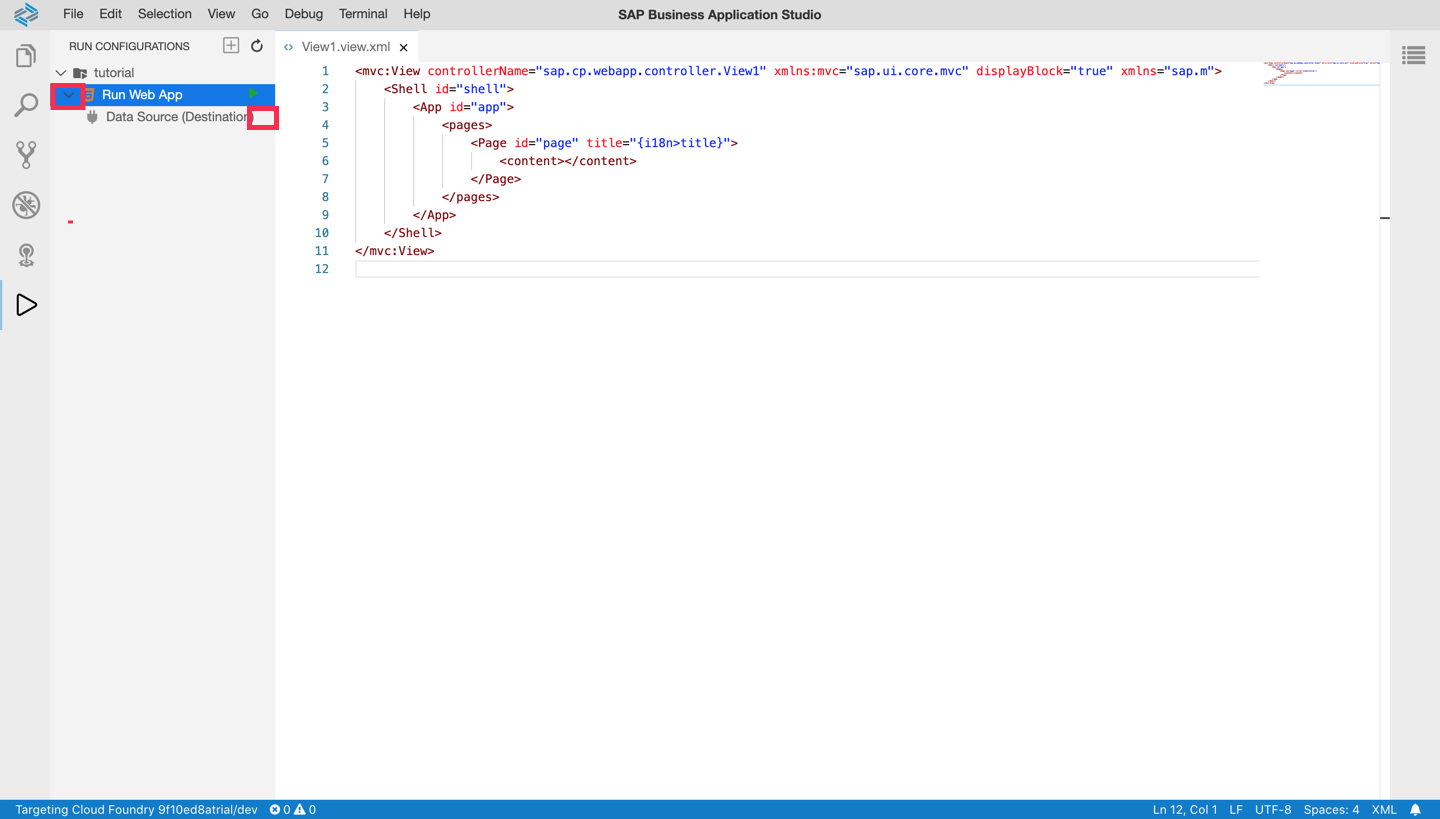 File Edit Selection View Go Debug Terminal Help SAP Business Application Studio
RUN CONFIGURATIONS
tutorial
Run Web App
Data Source (Destination)
View1.view.xml
1 <mvc:View controllerName="sap.cp.webapp.controller.View1" xmlns:mvc="sap.ui.core.mvc" displayBlock="true" xmlns="sap.m">
2 <Shell id="shell">
3 <App id="app">
4 <pages>
5 <Page id="page" title="{i18n>title}">
6 <content></content>
7 </Page>
8 </pages>
9 </App>
10 </Shell>
11 </mvc:View>
12
Targeting Cloud Foundry 9f10ed8atrial/dev 0 0 Ln 12, Col 1 LF UTF-8 Spaces: 4 XML